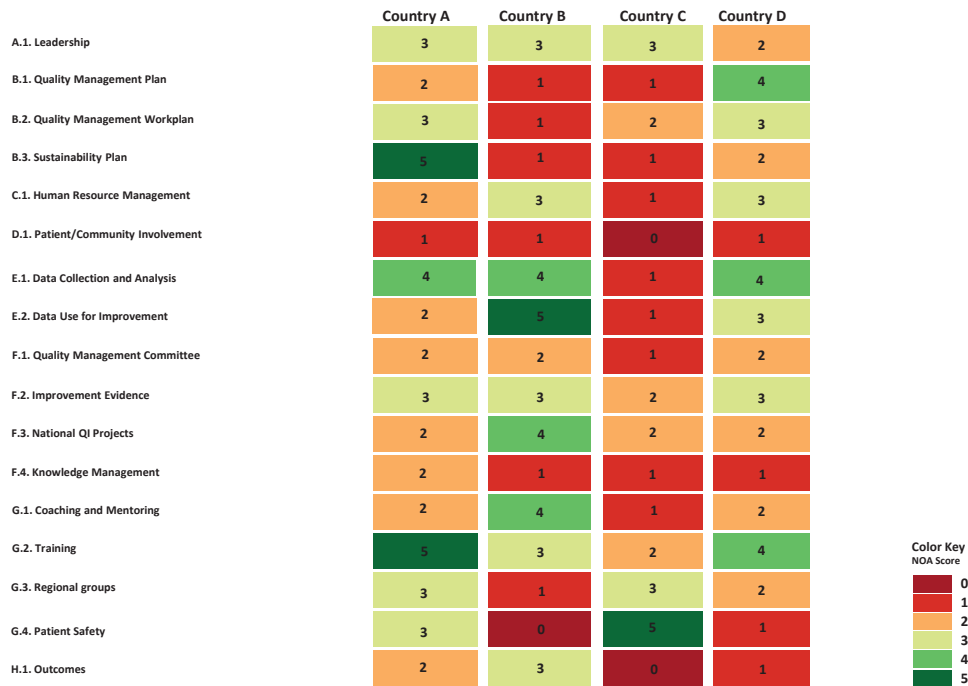 Country A Country B Country C Country D
A.1. Leadership 3 3 3 2
B.1. Quality Management Plan 2 1 1 4
B.2. Quality Management Workplan 3 1 2 3
B.3. Sustainability Plan 5 1 1 2
C.1. Human Resource Management 2 3 1 3
D.1. Patient/Community Involvement 1 1 0 1
E.1. Data Collection and Analysis 4 4 1 4
E.2. Data Use for Improvement 2 5 1 3
F.1. Quality Management Committee 2 2 1 2
F.2. Improvement Evidence 3 3 2 3
F.3. National QI Projects 2 4 2 2
F.4. Knowledge Management 2 1 1 1
G.1. Coaching and Mentoring 2 4 1 2
G.2. Training 5 3 2 4
G.3. Regional groups 3 1 3 2
G.4. Patient Safety 3 0 5 1
H.1. Outcomes 2 3 0 1
Color Key
NOA Score
0
1
2
3
4
5